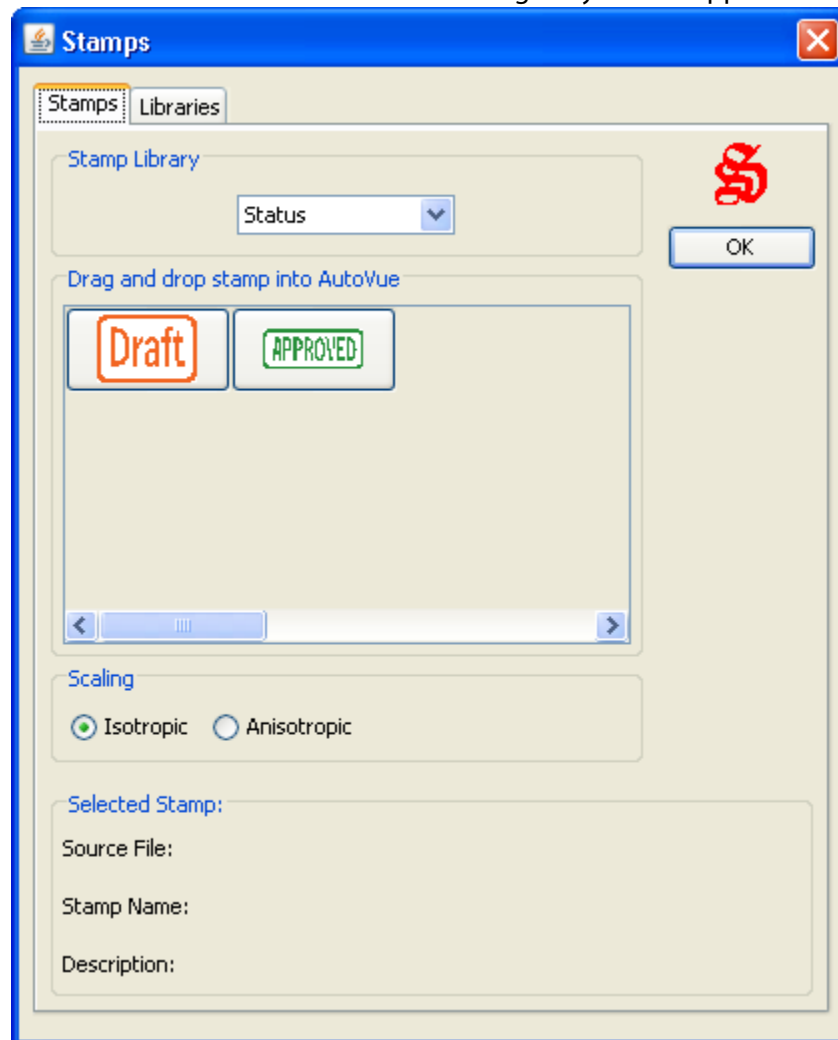 Stamps
Stamps Libraries
Stamp Library
Status
OK
Drag and drop stamp into AutoVue
Draft APPROVED
Scaling
Isotropic Anisotropic
Selected Stamp:
Source File:
Stamp Name:
Description: